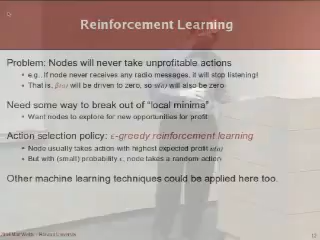 Reinforcement Learning
Problem: Nodes will never take unprofitable actions
e.g., If node never receives any radio messages, it will stop listening!
That is, β(a) will be driven to zero, so u(a) will also be zero
Need some way to break out of "local minima"
Want nodes to explore for new opportunities for profit
Action selection policy: ε-greedy reinforcement learning
Node usually takes action with highest expected profit u(a)
But with (small) probability ε, node takes a random action
Other machine learning techniques could be applied here too.
12